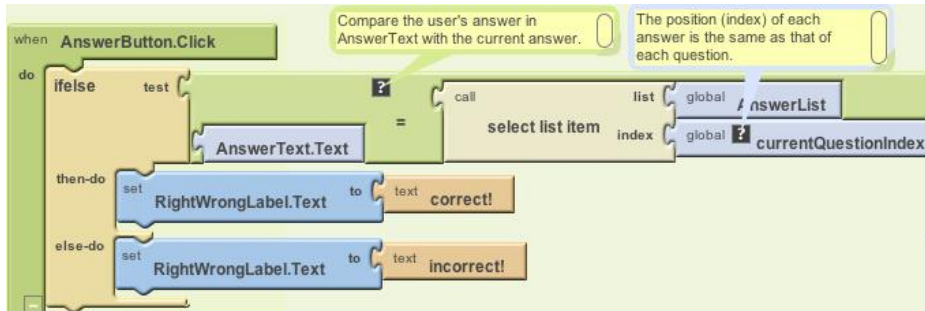 Compare the user's answer in
AnswerText with the current answer.
The position (index) of each
answer is the same as that of
each question.
when AnswerButton.Click
do
ifelse test
?
call
list
global AnswerList
=
select list item
index
global ? currentQuestionIndex
AnswerText.Text
then-do
set RightWrongLabel.Text to
text correct!
else-do
set RightWrongLabel.Text to
text incorrect!